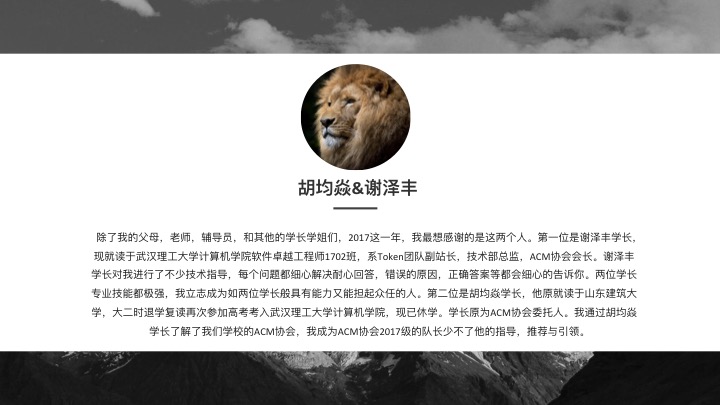 胡均焱&谢泽丰
除了我的父母，老师，辅导员，和其他的学长学姐们，2017这一年，我最想感谢的是这两个人。第一位是谢泽丰学长，
现就读于武汉理工大学计算机学院软件卓越工程师1702班，系Token团队副站长，技术部总监，ACM协会会长。谢泽丰
学长对我进行了不少技术指导，每个问题都细心解决耐心回答，错误的原因，正确答案等都会细心的告诉你。两位学长
专业技能都极强，我立志成为如两位学长般具有能力又能担起众任的人。第二位是胡均焱学长，他原就读于山东建筑大
学，大二时退学复读再次参加高考考入武汉理工大学计算机学院，现已休学。学长原为ACM协会委托人。我通过胡均焱
学长了解了我们学校的ACM协会，我成为ACM协会2017级的队长少不了他的指导，推荐与引领。